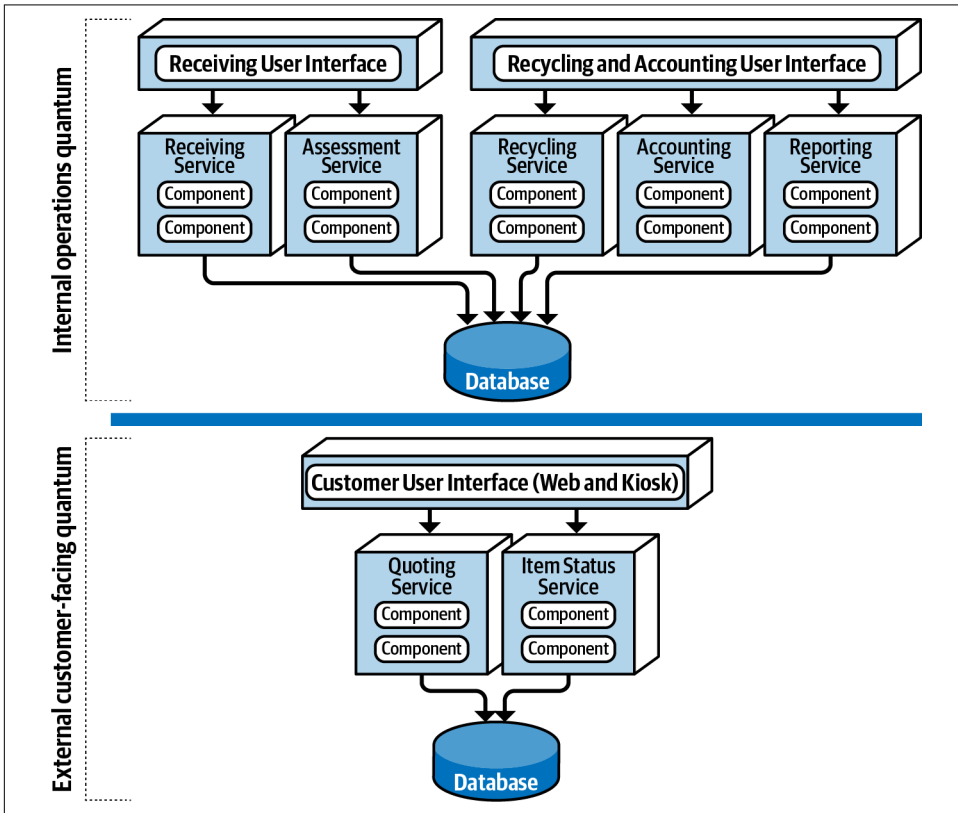 Internal operations quantum
Receiving User Interface
Recycling and Accounting User Interface
Receiving
Service
Component
Component
Assessment
Service
Component
Component
Recycling
Service
Component
Component
Accounting
Service
Component
Component
Reporting
Service
Component
Component
Database
External customer-facing quantum
Customer User Interface (Web and Kiosk)
Quoting
Service
Component
Component
Item Status
Service
Component
Component
Database